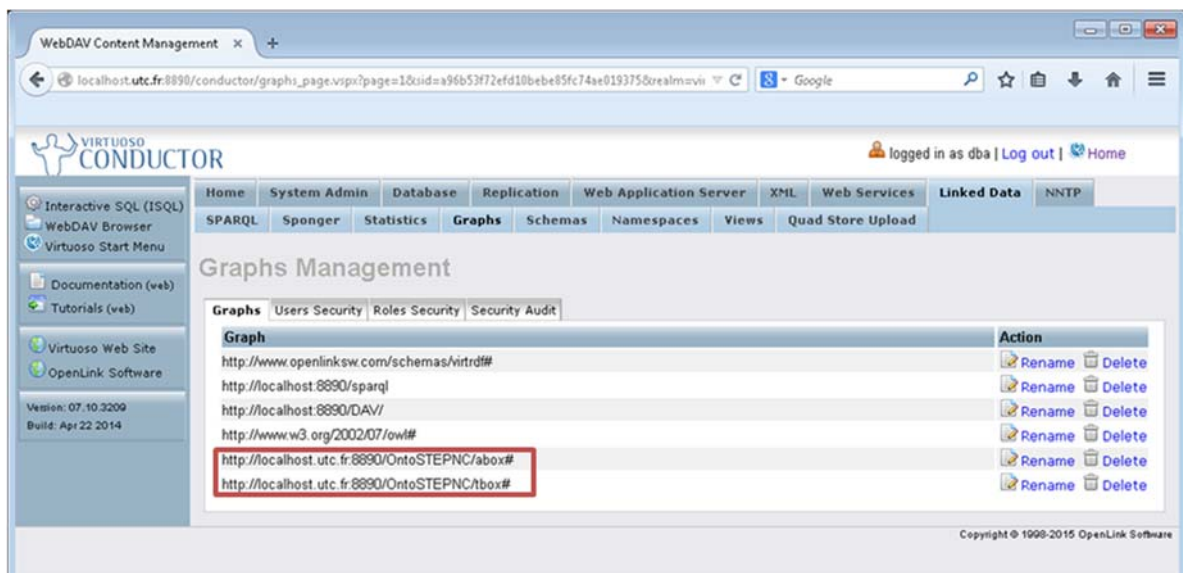 WebDAV Content Management × +
localhost.utc.fr:8890/conductor/graphs_page.vspx?page=1&sid=a96b53f72efd10bebe85fc74ae019375&realm=vir
8 Google
VIRTUOSO
CONDUCTOR
logged in as dba | Log out | Home
Interactive SQL (ISQL)
WebDAV Browser
Virtuoso Start Menu
Documentation (web)
Tutorials (web)
Virtuoso Web Site
OpenLink Software
Version: 07.10.3209
Build: Apr 22 2014
Home System Admin Database Replication Web Application Server XML Web Services Linked Data NNTP
SPARQL Sponger Statistics Graphs Schemas Namespaces Views Quad Store Upload
Graphs Management
Graphs Users Security Roles Security Security Audit
Graph Action
http://www.openlinksw.com/schemas/virtrdf# Rename Delete
http://localhost:8890/sparql Rename Delete
http://localhost:8890/DAV/ Rename Delete
http://www.w3.org/2002/07/owl# Rename Delete
http://localhost.utc.fr:8890/OntoSTEPNC/abox# Rename Delete
http://localhost.utc.fr:8890/OntoSTEPNC/tbox# Rename Delete
Copyright © 1998-2015 OpenLink Software